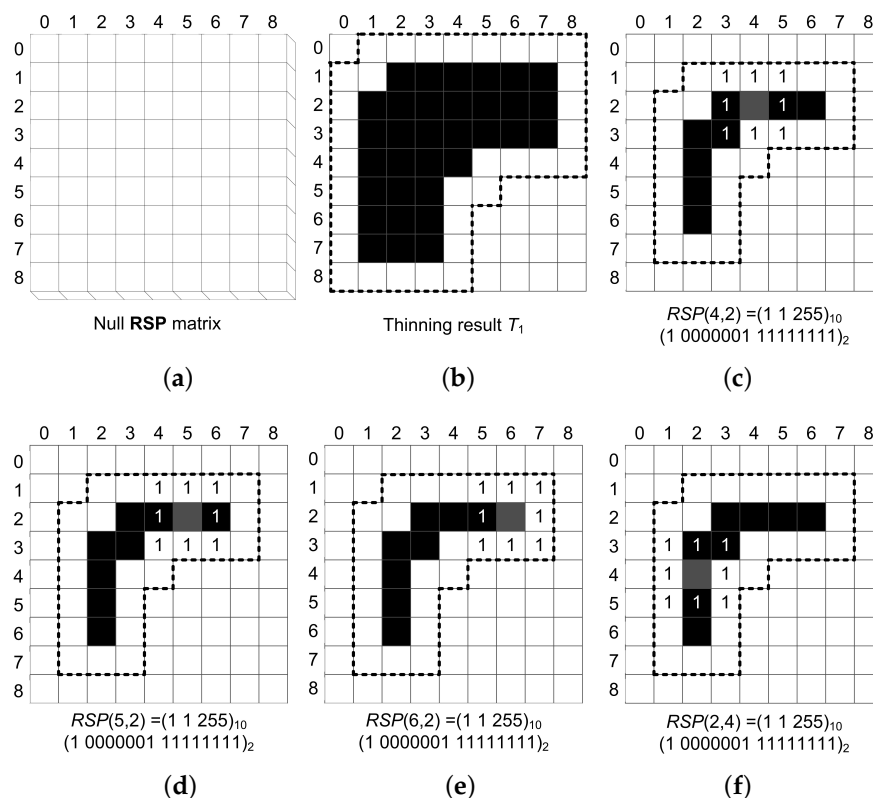 0 1 2 3 4 5 6 7 8
0
1
2
3
4
5
6
7
8
Null RSP matrix
(a)
0 1 2 3 4 5 6 7 8
0
1
2
3
4
5
6
7
8
Thinning result T₁
(b)
0 1 2 3 4 5 6 7 8
0
1 1 1 1
2 1 1
3 1 1 1
4
5
6
7
8
RSP(4,2) =(1 1 255)₁₀
(1 0000001 11111111)₂
(c)
0 1 2 3 4 5 6 7 8
0
1 1 1 1
2 1 1
3 1 1 1
4
5
6
7
8
RSP(5,2) =(1 1 255)₁₀
(1 0000001 11111111)₂
(d)
0 1 2 3 4 5 6 7 8
0
1 1 1 1
2 1 1
3 1 1 1
4
5
6
7
8
RSP(6,2) =(1 1 255)₁₀
(1 0000001 11111111)₂
(e)
0 1 2 3 4 5 6 7 8
0
1
2
3 1 1 1
4 1 1
5 1 1 1
6
7
8
RSP(2,4) =(1 1 255)₁₀
(1 0000001 11111111)₂
(f)